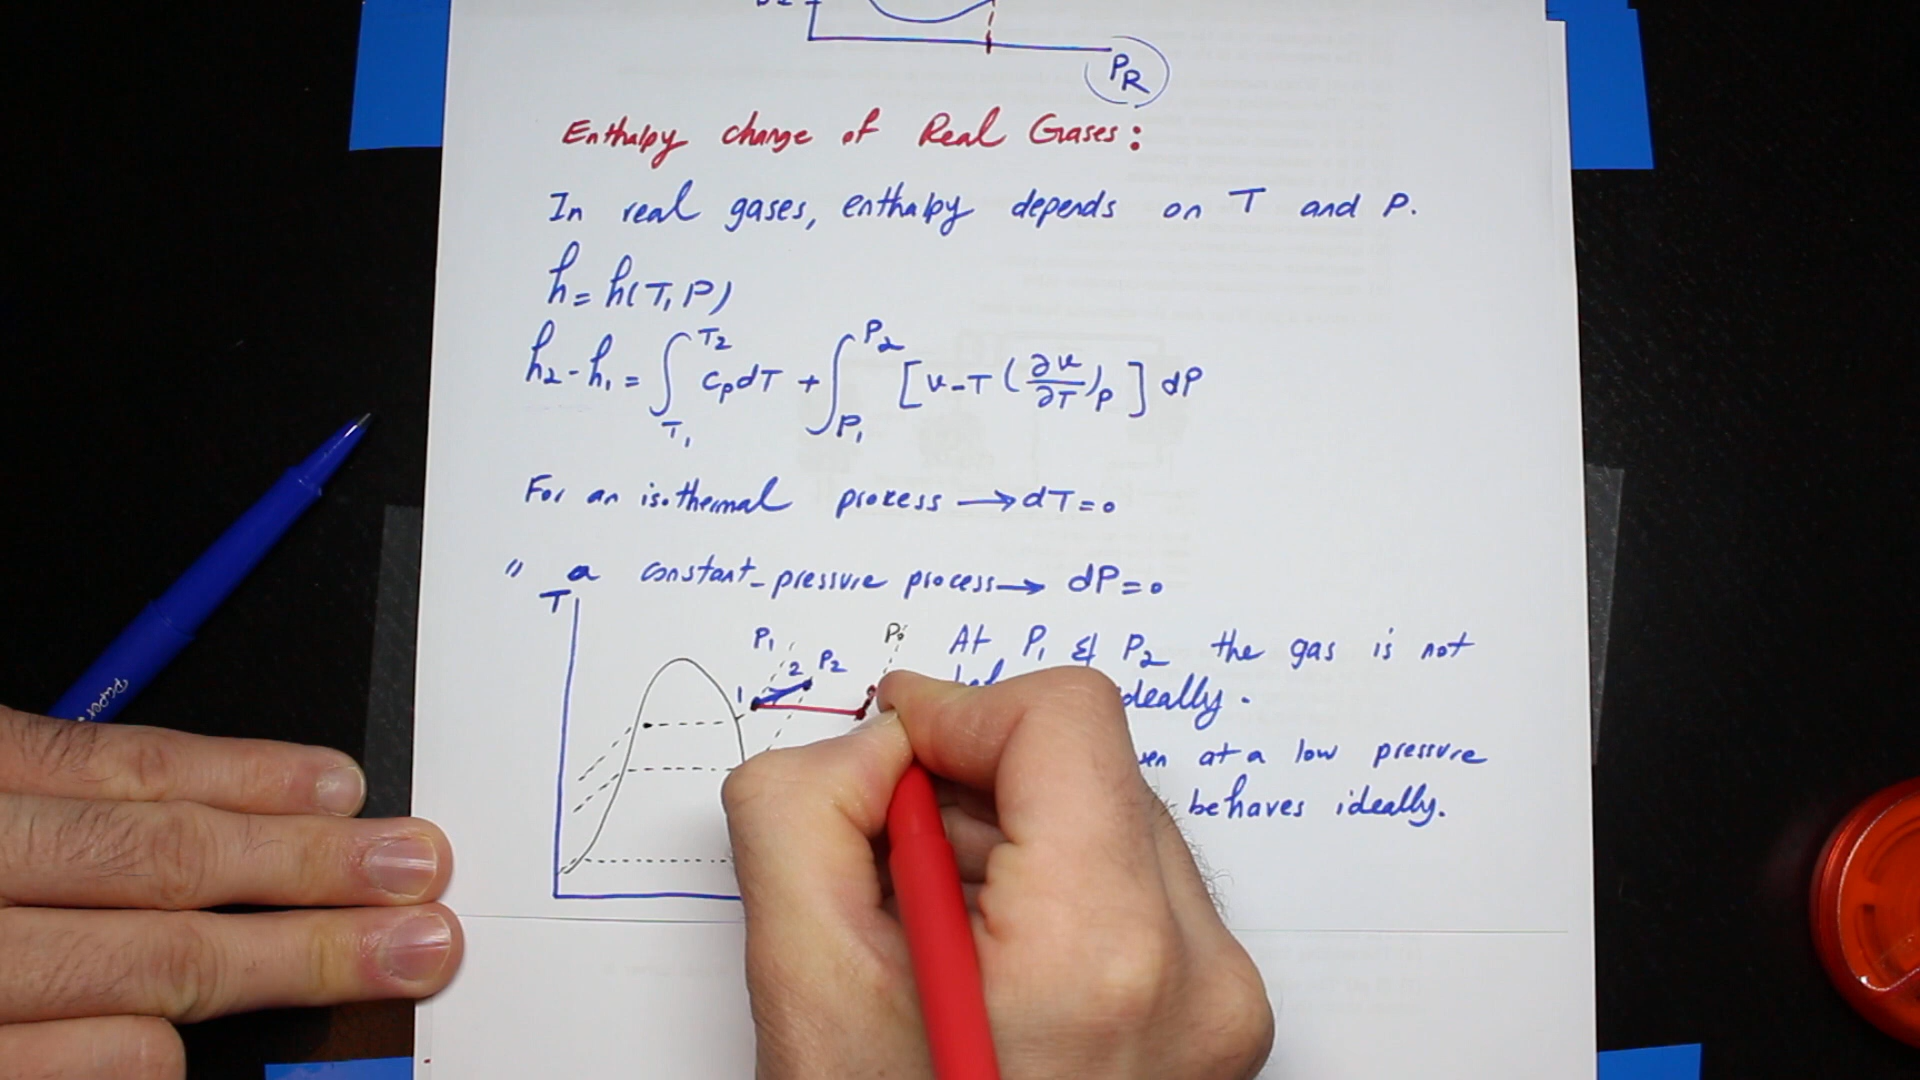 P_R
Enthalpy change of Real Gases:
In real gases, enthalpy depends on T and P.
h = h(T, P)
h₂ - h₁ = ∫_{T₁}^{T₂} c_p dT + ∫_{P₁}^{P₂} [v - T (∂v/∂T)_P] dP
For an isothermal process → dT = 0
" a constant-pressure process → dP = 0
T
P₁ P₀ At P₁ & P₂ the gas is not
2 P₂
1 deally.
at a low pressure
behaves ideally.
Paper